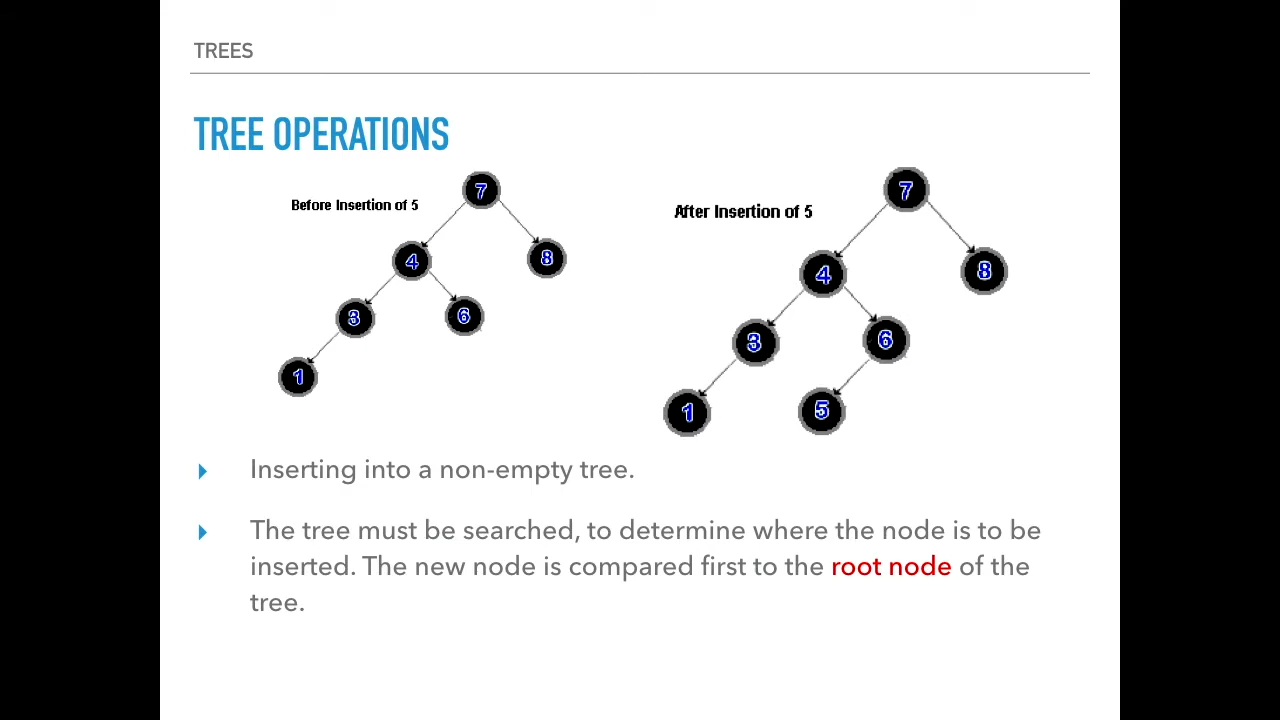 TREES
TREE OPERATIONS
Before Insertion of 5
7
4
8
3
6
1
After Insertion of 5
7
4
8
3
6
1
5
Inserting into a non-empty tree.
The tree must be searched, to determine where the node is to be
inserted. The new node is compared first to the root node of the
tree.